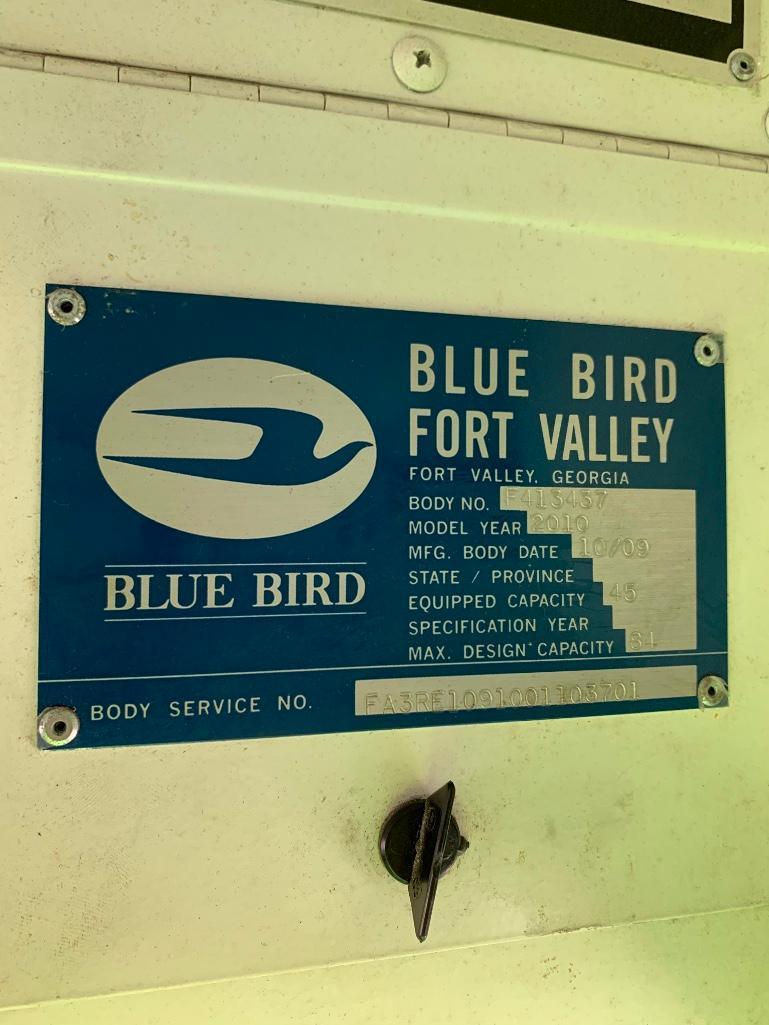 BLUE BIRD
BLUE BIRD
FORT VALLEY
FORT VALLEY, GEORGIA
BODY NO. F413437
MODEL YEAR 2010
MFG. BODY DATE 10/09
STATE / PROVINCE
EQUIPPED CAPACITY 45
SPECIFICATION YEAR
MAX. DESIGN CAPACITY 84
BODY SERVICE NO. FA3RE1091001103701